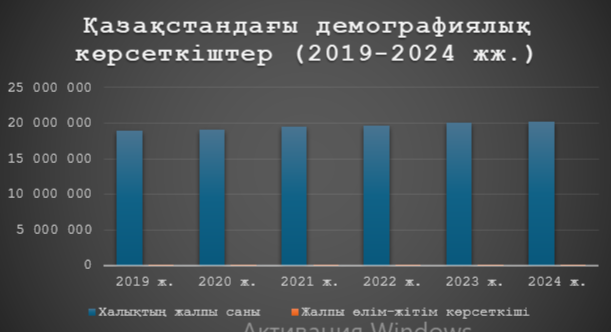 Қазақстандағы демографиялық
көрсеткіштер (2019-2024 жж.)
25 000 000
20 000 000
15 000 000
10 000 000
5 000 000
0
2019 ж. 2020 ж. 2021 ж. 2022 ж. 2023 ж. 2024 ж.
Халықтың жалпы саны Жалпы өлім-жітім көрсеткіші
Активация Windows